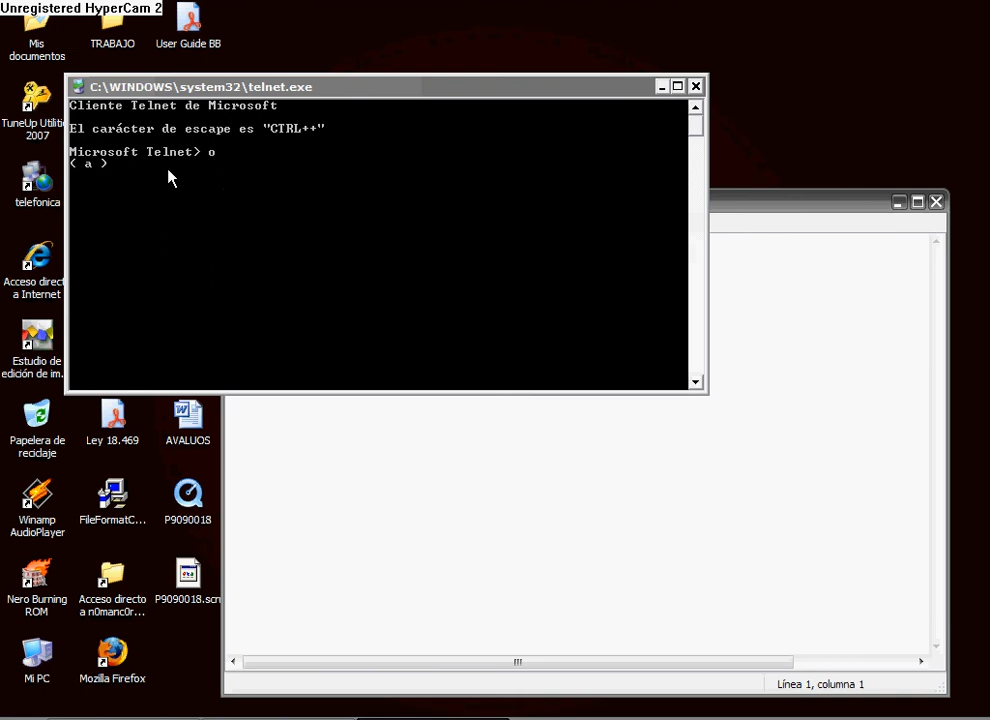 Unregistered HyperCam 2
Mis
documentos
TRABAJO
User Guide BB
C:\WINDOWS\system32\telnet.exe
Cliente Telnet de Microsoft
El carácter de escape es "CTRL++"
Microsoft Telnet> o
( a )
TuneUp Utiliti
2007
telefonica
Acceso direct
a Internet
Estudio de
edición de im...
Papelera de
reciclaje
Ley 18.469
AVALUOS
Winamp
AudioPlayer
FileFormatC...
P9090018
Nero Burning
ROM
Acceso directo
a n0manc0r...
P9090018.scn
Mi PC
Mozilla Firefox
Línea 1, columna 1